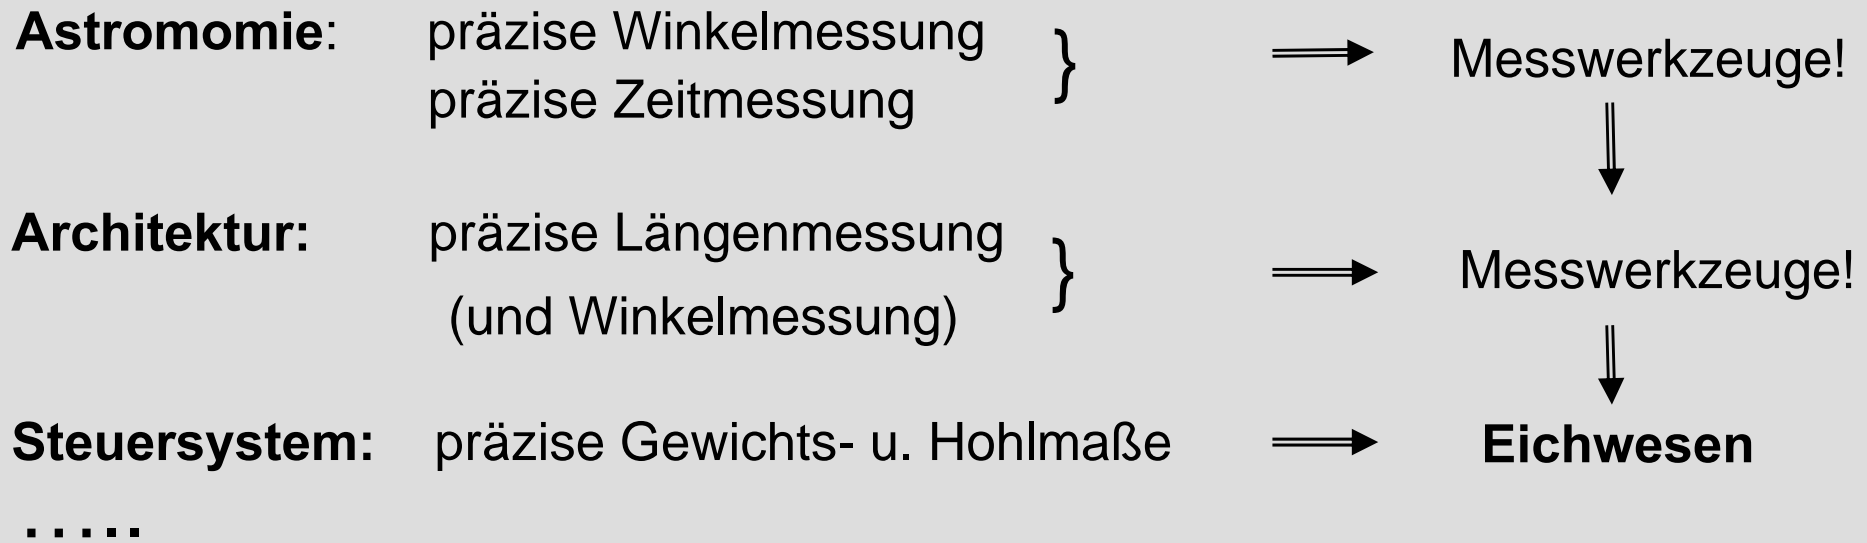 Astromomie: präzise Winkelmessung } Messwerkzeuge!
präzise Zeitmessung
Architektur: präzise Längenmessung } Messwerkzeuge!
(und Winkelmessung)
Steuersystem: präzise Gewichts- u. Hohlmaße Eichwesen
.....